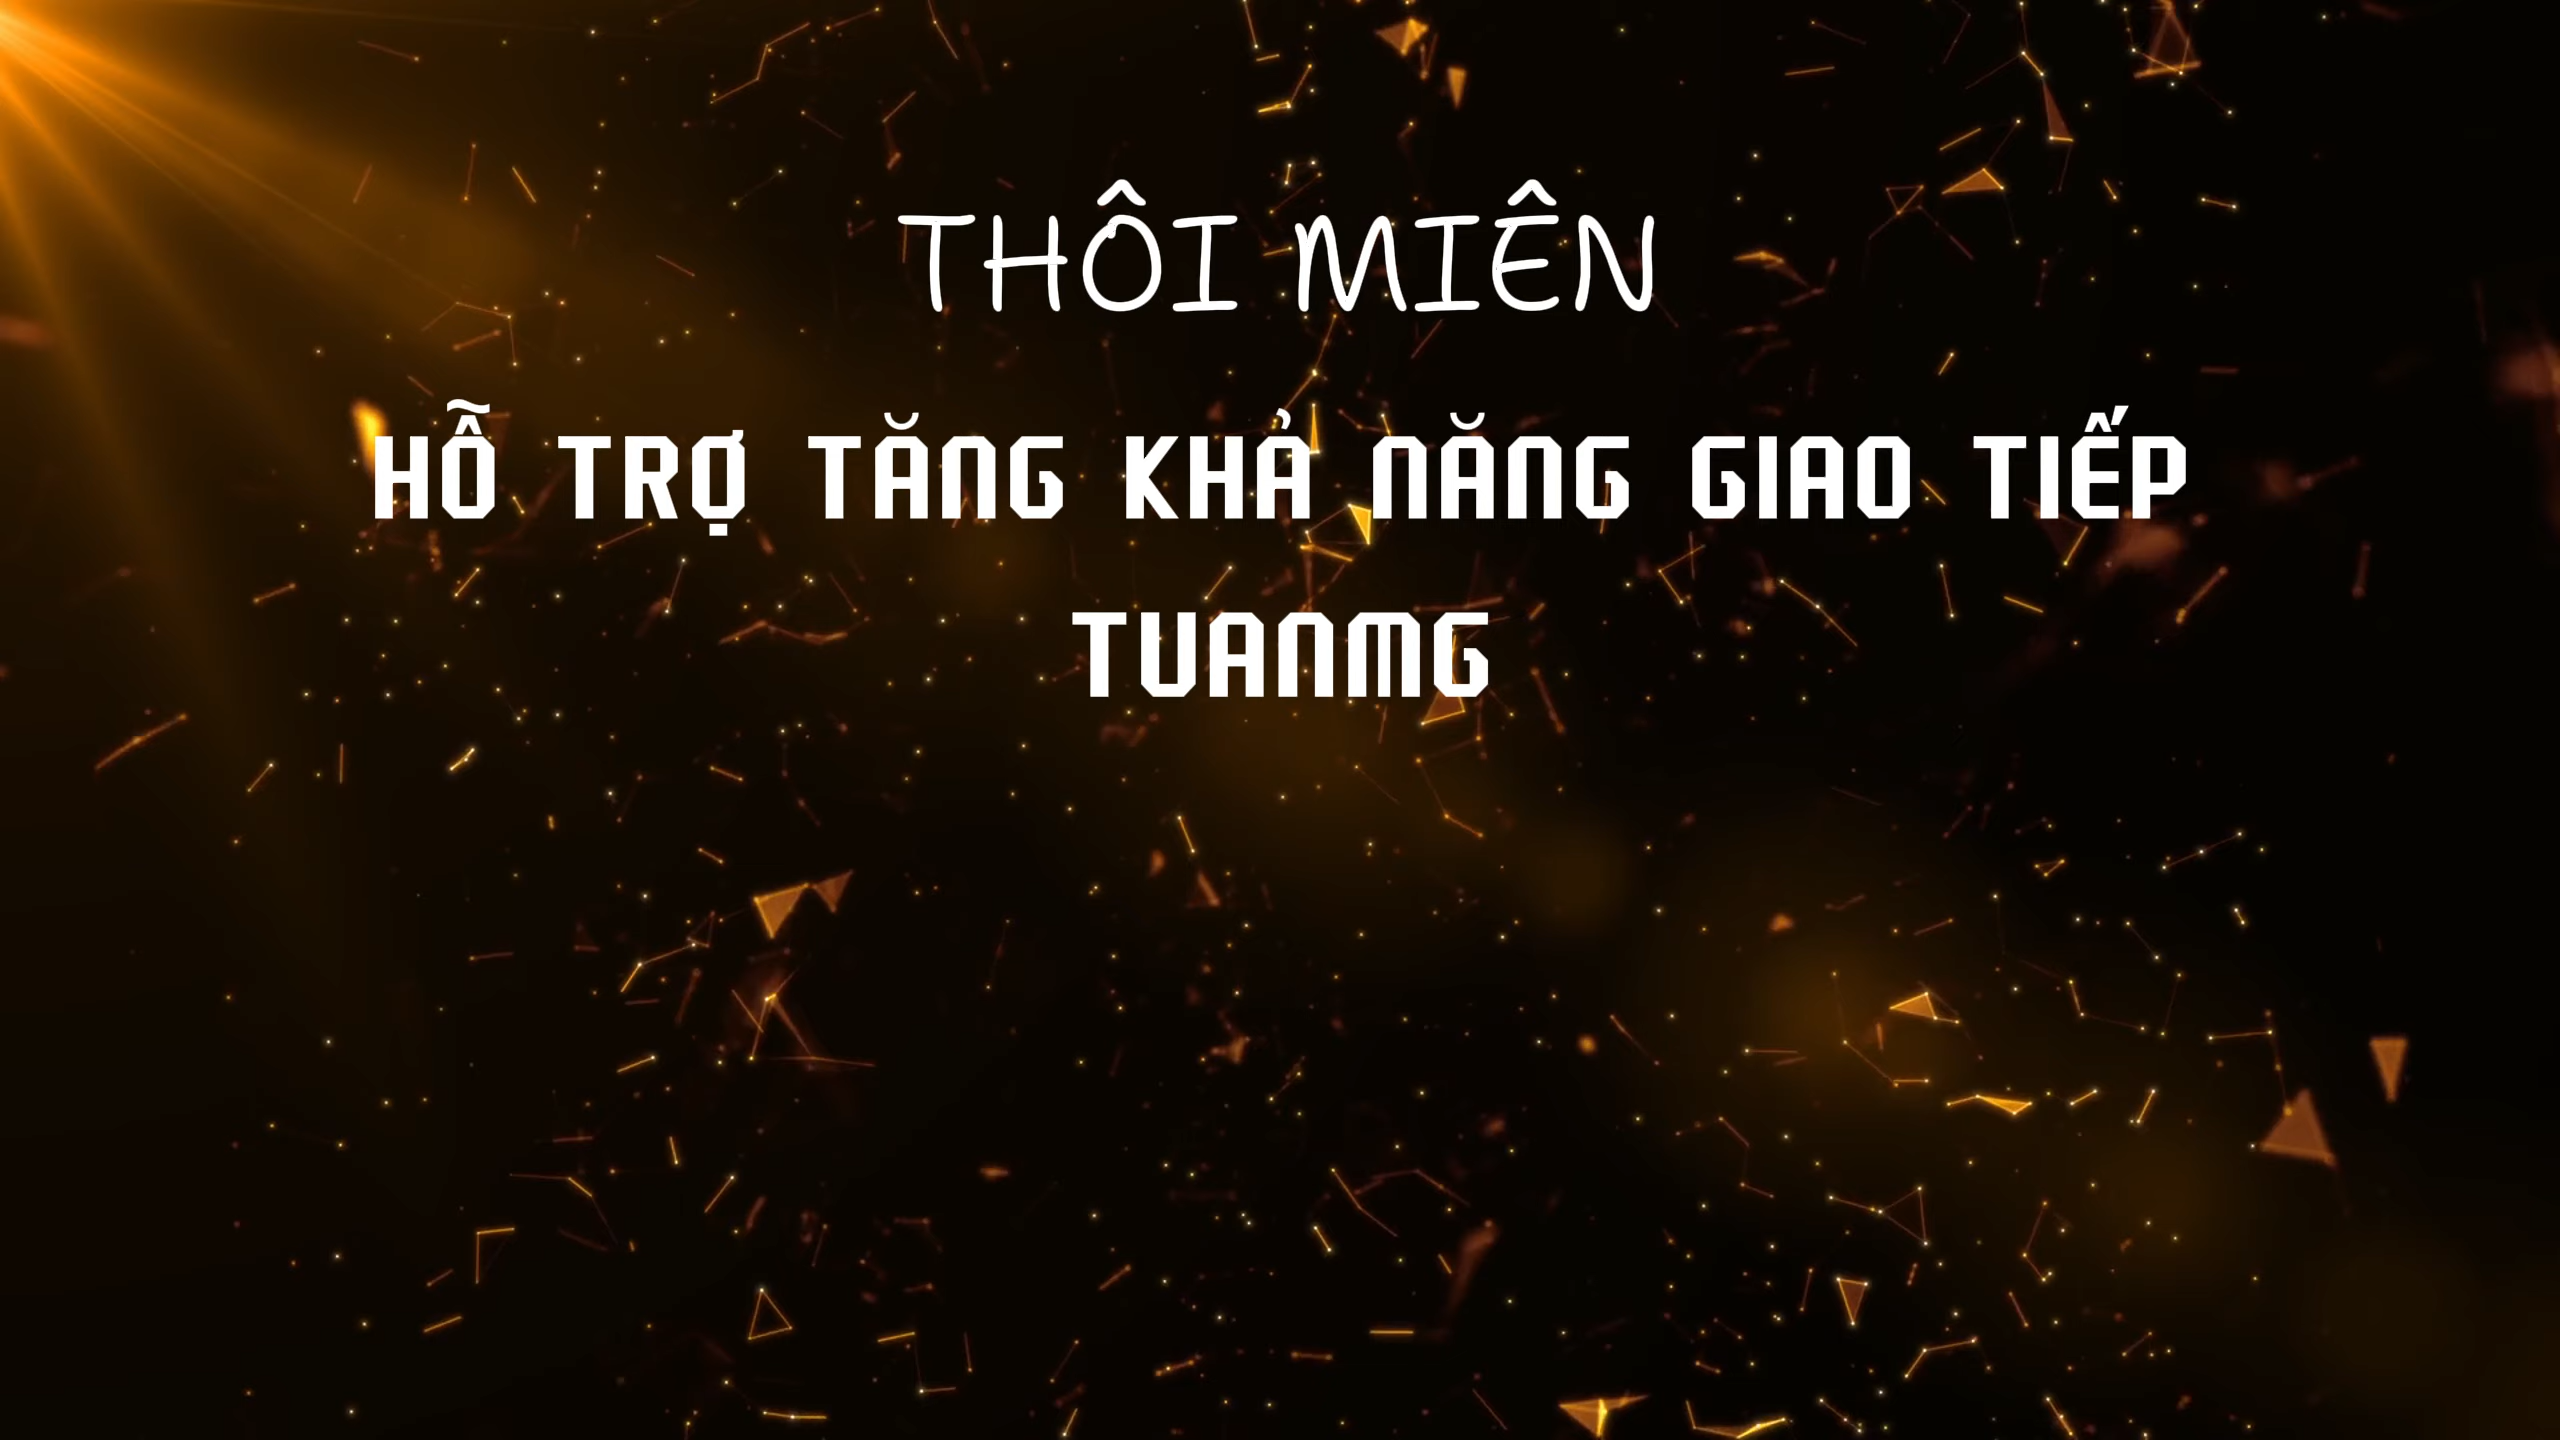 THÔI MIÊN
HỖ TRỢ TĂNG KHẢ NĂNG GIAO TIẾP
TUANMG